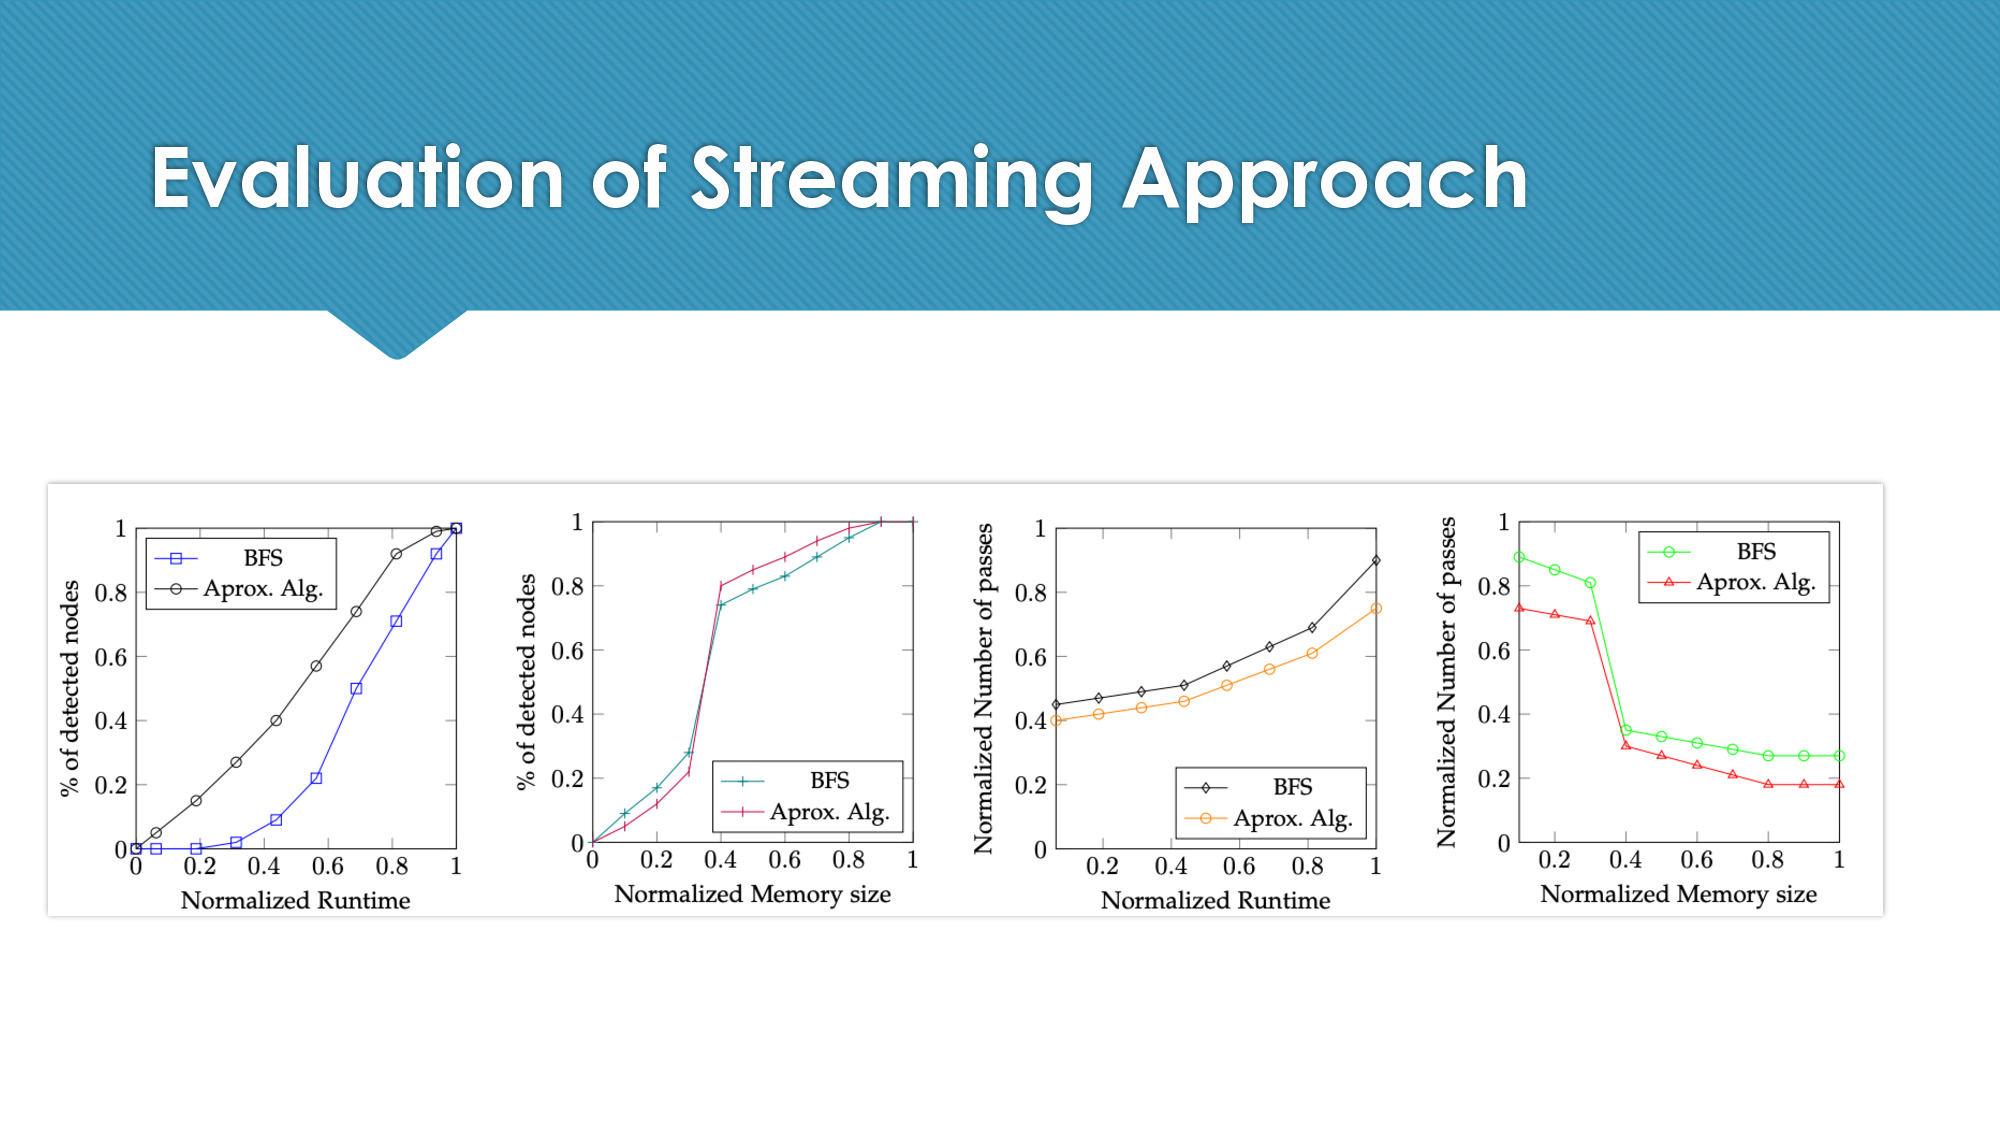 Evaluation of Streaming Approach
% of detected nodes
1
0.8
0.6
0.4
0.2
0
BFS
Aprox. Alg.
0 0.2 0.4 0.6 0.8 1
Normalized Runtime
% of detected nodes
1
0.8
0.6
0.4
0.2
0
BFS
Aprox. Alg.
0 0.2 0.4 0.6 0.8 1
Normalized Memory size
Normalized Number of passes
1
0.8
0.6
0.4
0.2
0
BFS
Aprox. Alg.
0.2 0.4 0.6 0.8 1
Normalized Runtime
Normalized Number of passes
1
0.8
0.6
0.4
0.2
0
BFS
Aprox. Alg.
0.2 0.4 0.6 0.8 1
Normalized Memory size